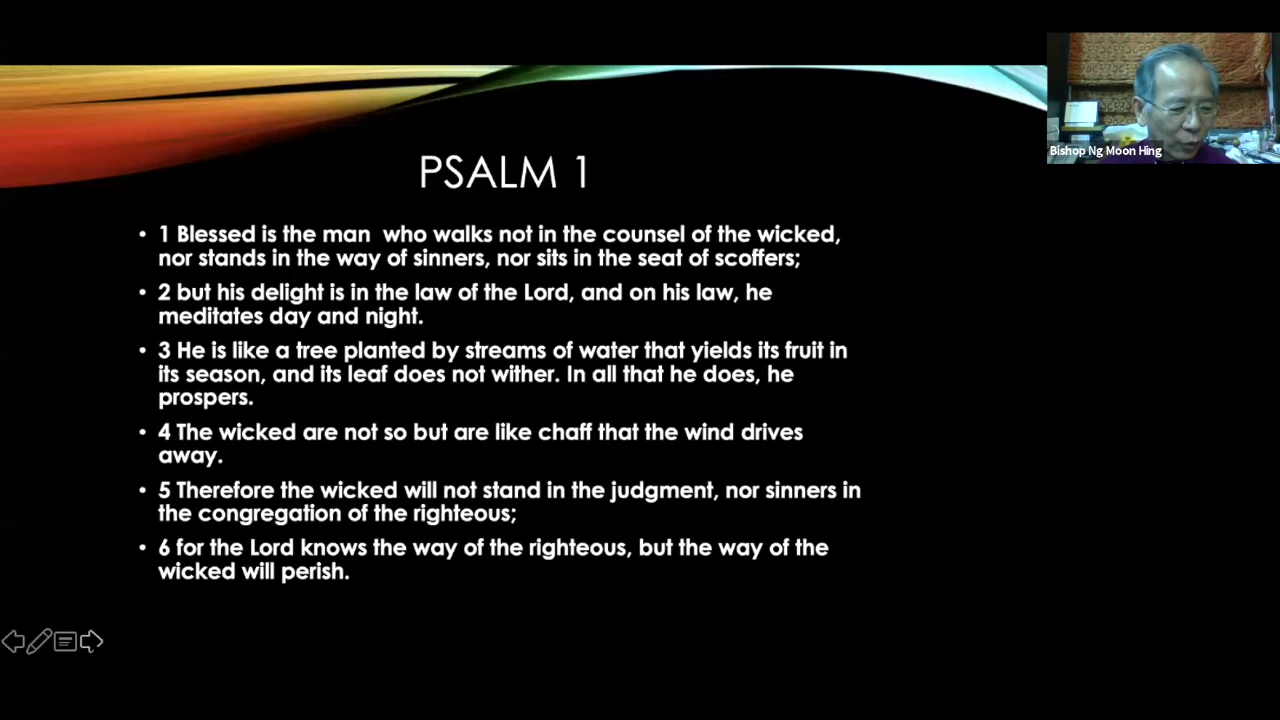 PSALM 1
Bishop Ng Moon Hing
• 1 Blessed is the man who walks not in the counsel of the wicked,
nor stands in the way of sinners, nor sits in the seat of scoffers;
• 2 but his delight is in the law of the Lord, and on his law, he
meditates day and night.
• 3 He is like a tree planted by streams of water that yields its fruit in
its season, and its leaf does not wither. In all that he does, he
prospers.
• 4 The wicked are not so but are like chaff that the wind drives
away.
• 5 Therefore the wicked will not stand in the judgment, nor sinners in
the congregation of the righteous;
• 6 for the Lord knows the way of the righteous, but the way of the
wicked will perish.